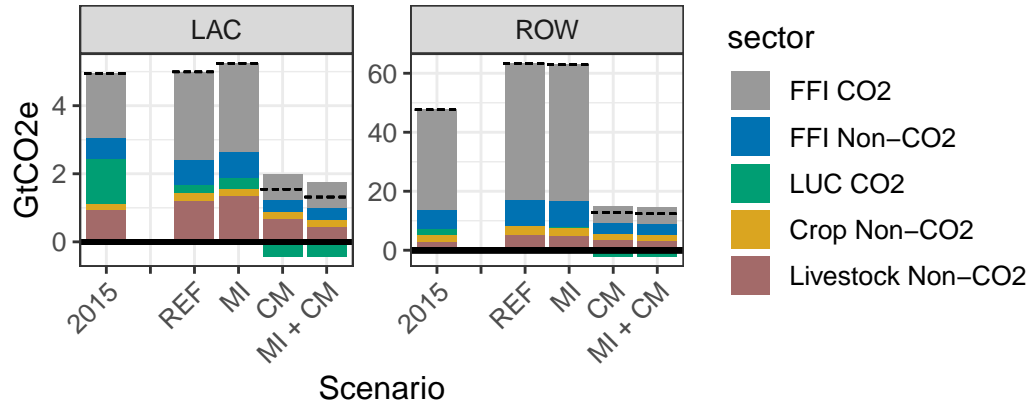 LAC
ROW
GtCO2e
4
2
0
60
40
20
0
2015
REF
MI
CM
MI + CM
2015
REF
MI
CM
MI + CM
Scenario
sector
FFI CO2
FFI Non−CO2
LUC CO2
Crop Non−CO2
Livestock Non−CO2